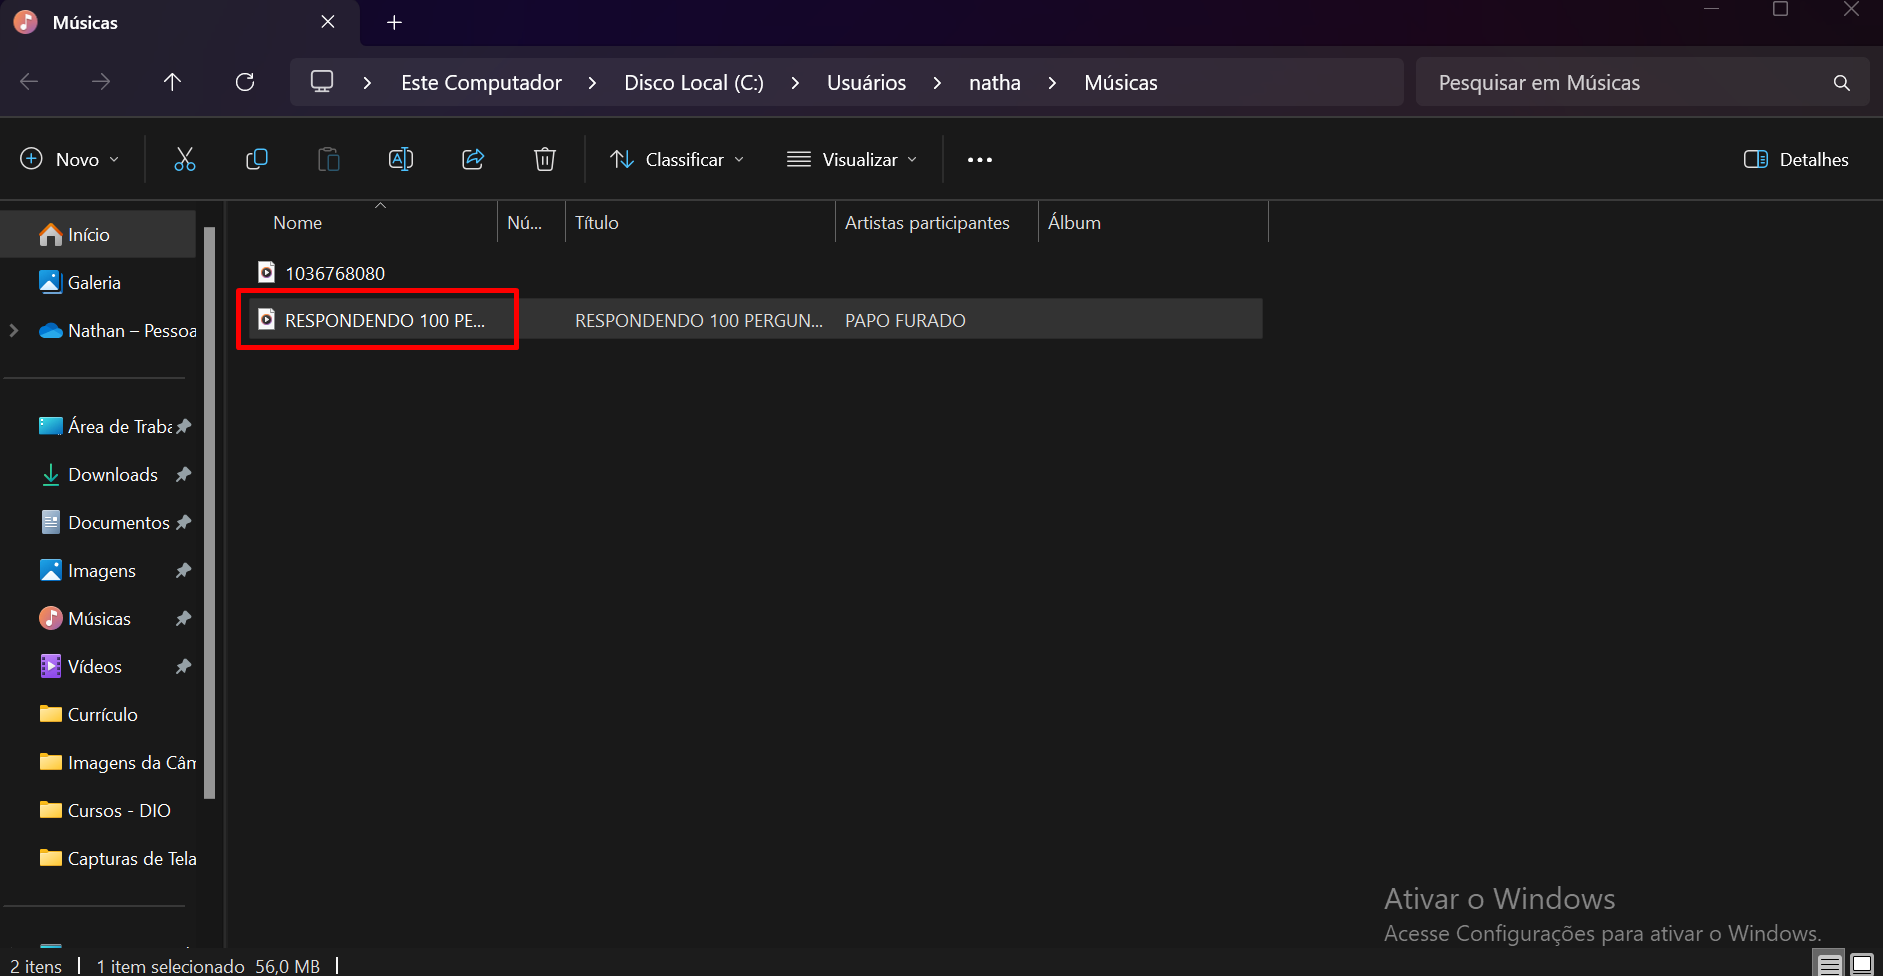 Músicas
Este Computador Disco Local (C:) Usuários natha Músicas
Pesquisar em Músicas
Novo
Classificar
Visualizar
Detalhes
Nome Nú... Título Artistas participantes Álbum
1036768080
RESPONDENDO 100 PE... RESPONDENDO 100 PERGUN... PAPO FURADO
Início
Galeria
Nathan – Pessoa
Área de Traba
Downloads
Documentos
Imagens
Músicas
Vídeos
Currículo
Imagens da Câm
Cursos - DIO
Capturas de Tela
Ativar o Windows
Acesse Configurações para ativar o Windows.
2 itens 1 item selecionado 56,0 MB